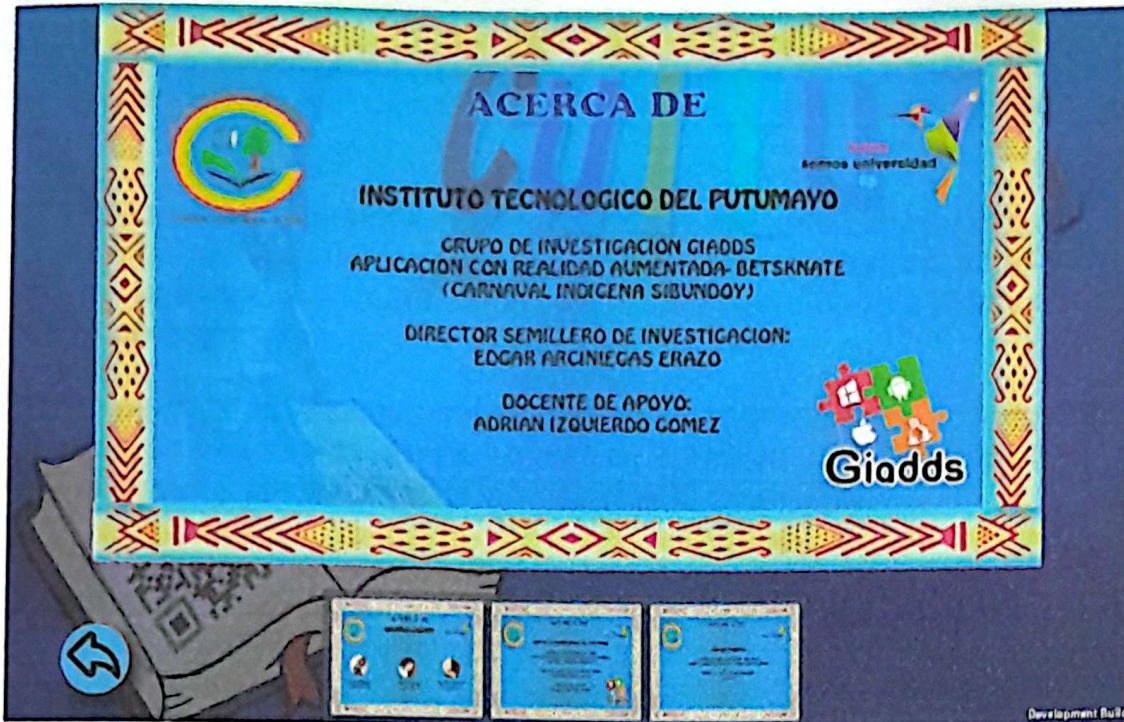 ACERCA DE
somos universidad
INSTITUTO TECNOLOGICO DEL PUTUMAYO
GRUPO DE INVESTIGACION GIADDS
APLICACION CON REALIDAD AUMENTADA- BETSKNATE
(CARNAVAL INDIGENA SIBUNDOY)
DIRECTOR SEMILLERO DE INVESTIGACION:
EDGAR ARCINIEGAS ERAZO
DOCENTE DE APOYO:
ADRIAN IZQUIERDO GOMEZ
Giadds
Development Build